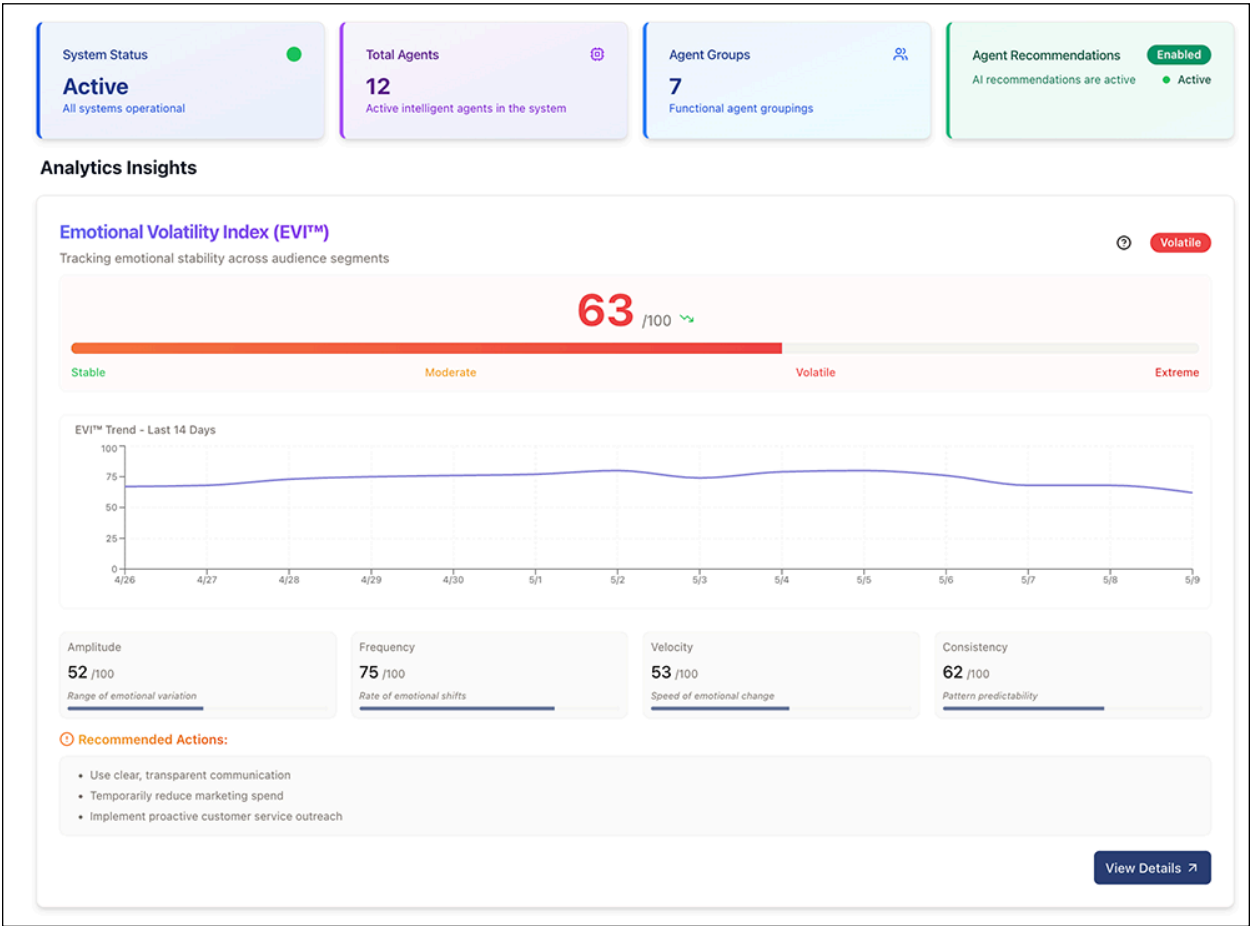 System Status
Active
All systems operational
Total Agents
12
Active intelligent agents in the system
Agent Groups
7
Functional agent groupings
Agent Recommendations Enabled
AI recommendations are active Active
Analytics Insights
Emotional Volatility Index (EVI™)
Tracking emotional stability across audience segments
Volatile
63 /100
Stable Moderate Volatile Extreme
EVI™ Trend - Last 14 Days
100
75
50
25
0
4/26 4/27 4/28 4/29 4/30 5/1 5/2 5/3 5/4 5/5 5/6 5/7 5/8 5/9
Amplitude
52 /100
Range of emotional variation
Frequency
75 /100
Rate of emotional shifts
Velocity
53 /100
Speed of emotional change
Consistency
62 /100
Pattern predictability
Recommended Actions:
• Use clear, transparent communication
• Temporarily reduce marketing spend
• Implement proactive customer service outreach
View Details